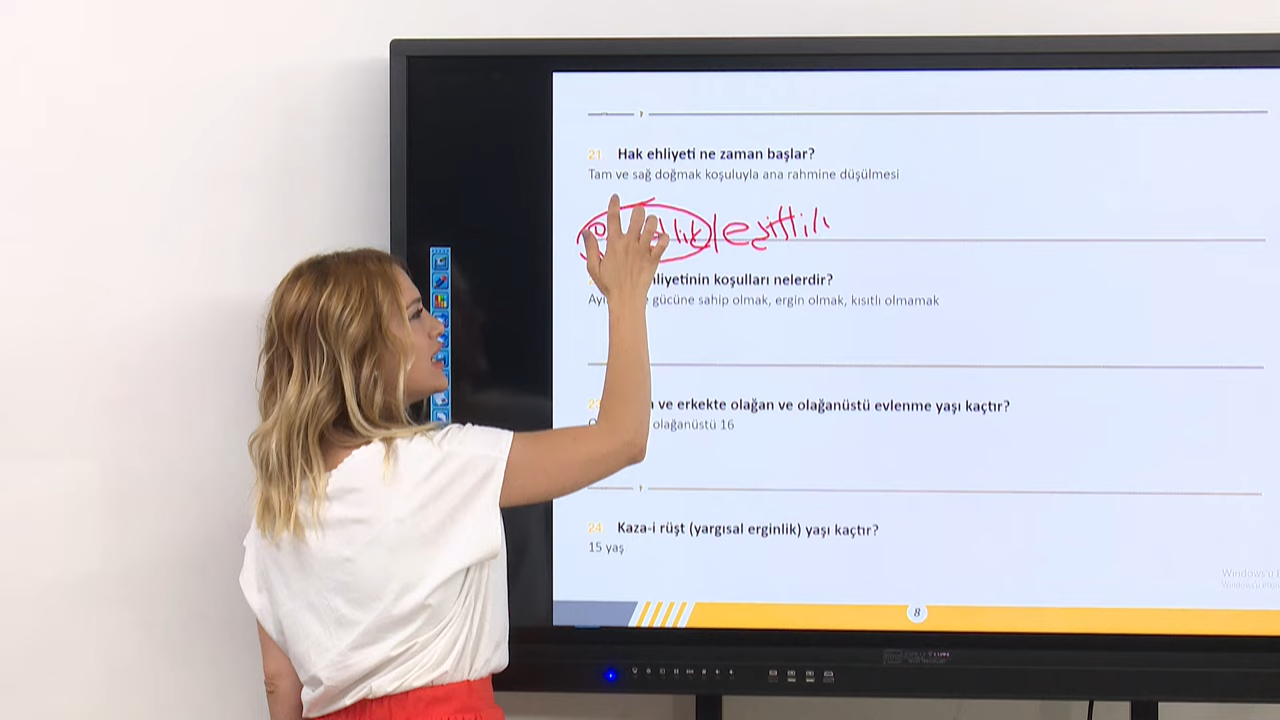 21. Hak ehliyeti ne zaman başlar?
Tam ve sağ doğmak koşuluyla ana rahmine düşülmesi
koşulları nelerdir?
gücüne sahip olmak, ergin olmak, kısıtlı olmamak
ve erkekte olağan ve olağanüstü evlenme yaşı kaçtır?
olağanüstü 16
24. Kaza-i rüşt (yargısal erginlik) yaşı kaçtır?
15 yaş
8